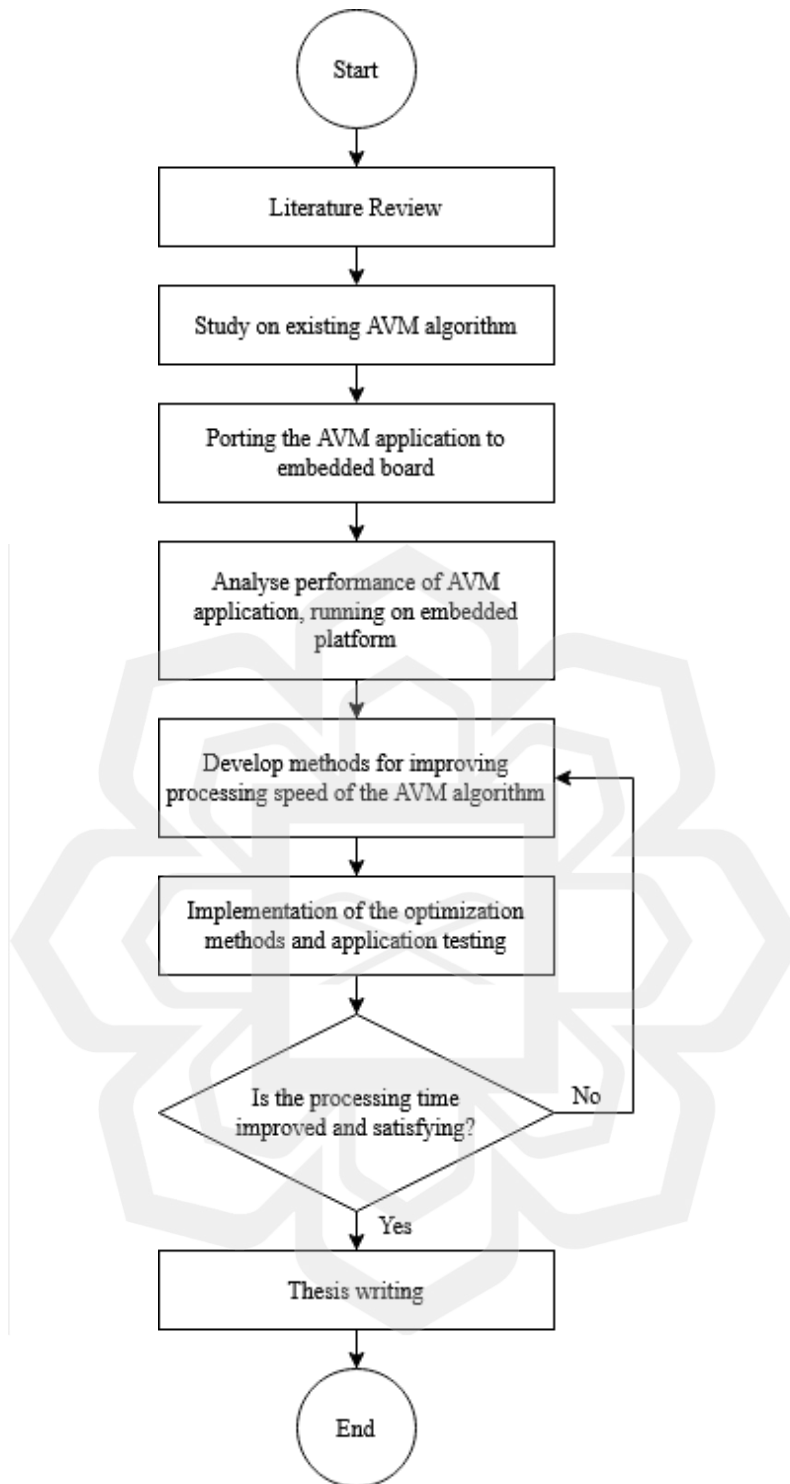 Start
Literature Review
Study on existing AVM algorithm
Porting the AVM application to
embedded board
Analyse performance of AVM
application, running on embedded
platform
Develop methods for improving
processing speed of the AVM algorithm
Implementation of the optimization
methods and application testing
Is the processing time
improved and satisfying?
No
Yes
Thesis writing
End